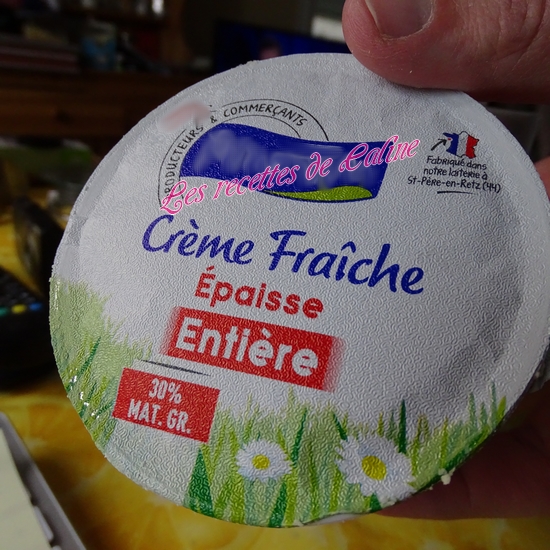 PRODUCTEURS & COMMERÇANTS
Les recettes de Caline
Fabriqué dans
notre laiterie à
St-Père-en-Retz (44)
Crème Fraîche
Épaisse
Entière
30%
MAT. GR.